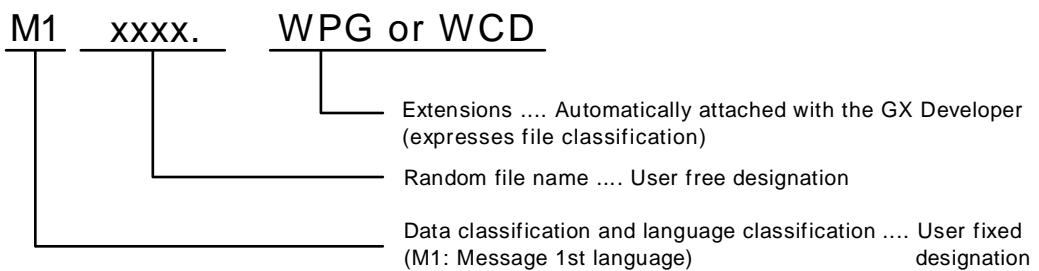 M1 xxxx. WPG or WCD
Extensions .... Automatically attached with the GX Developer
(expresses file classification)
Random file name .... User free designation
Data classification and language classification .... User fixed
(M1: Message 1st language) designation